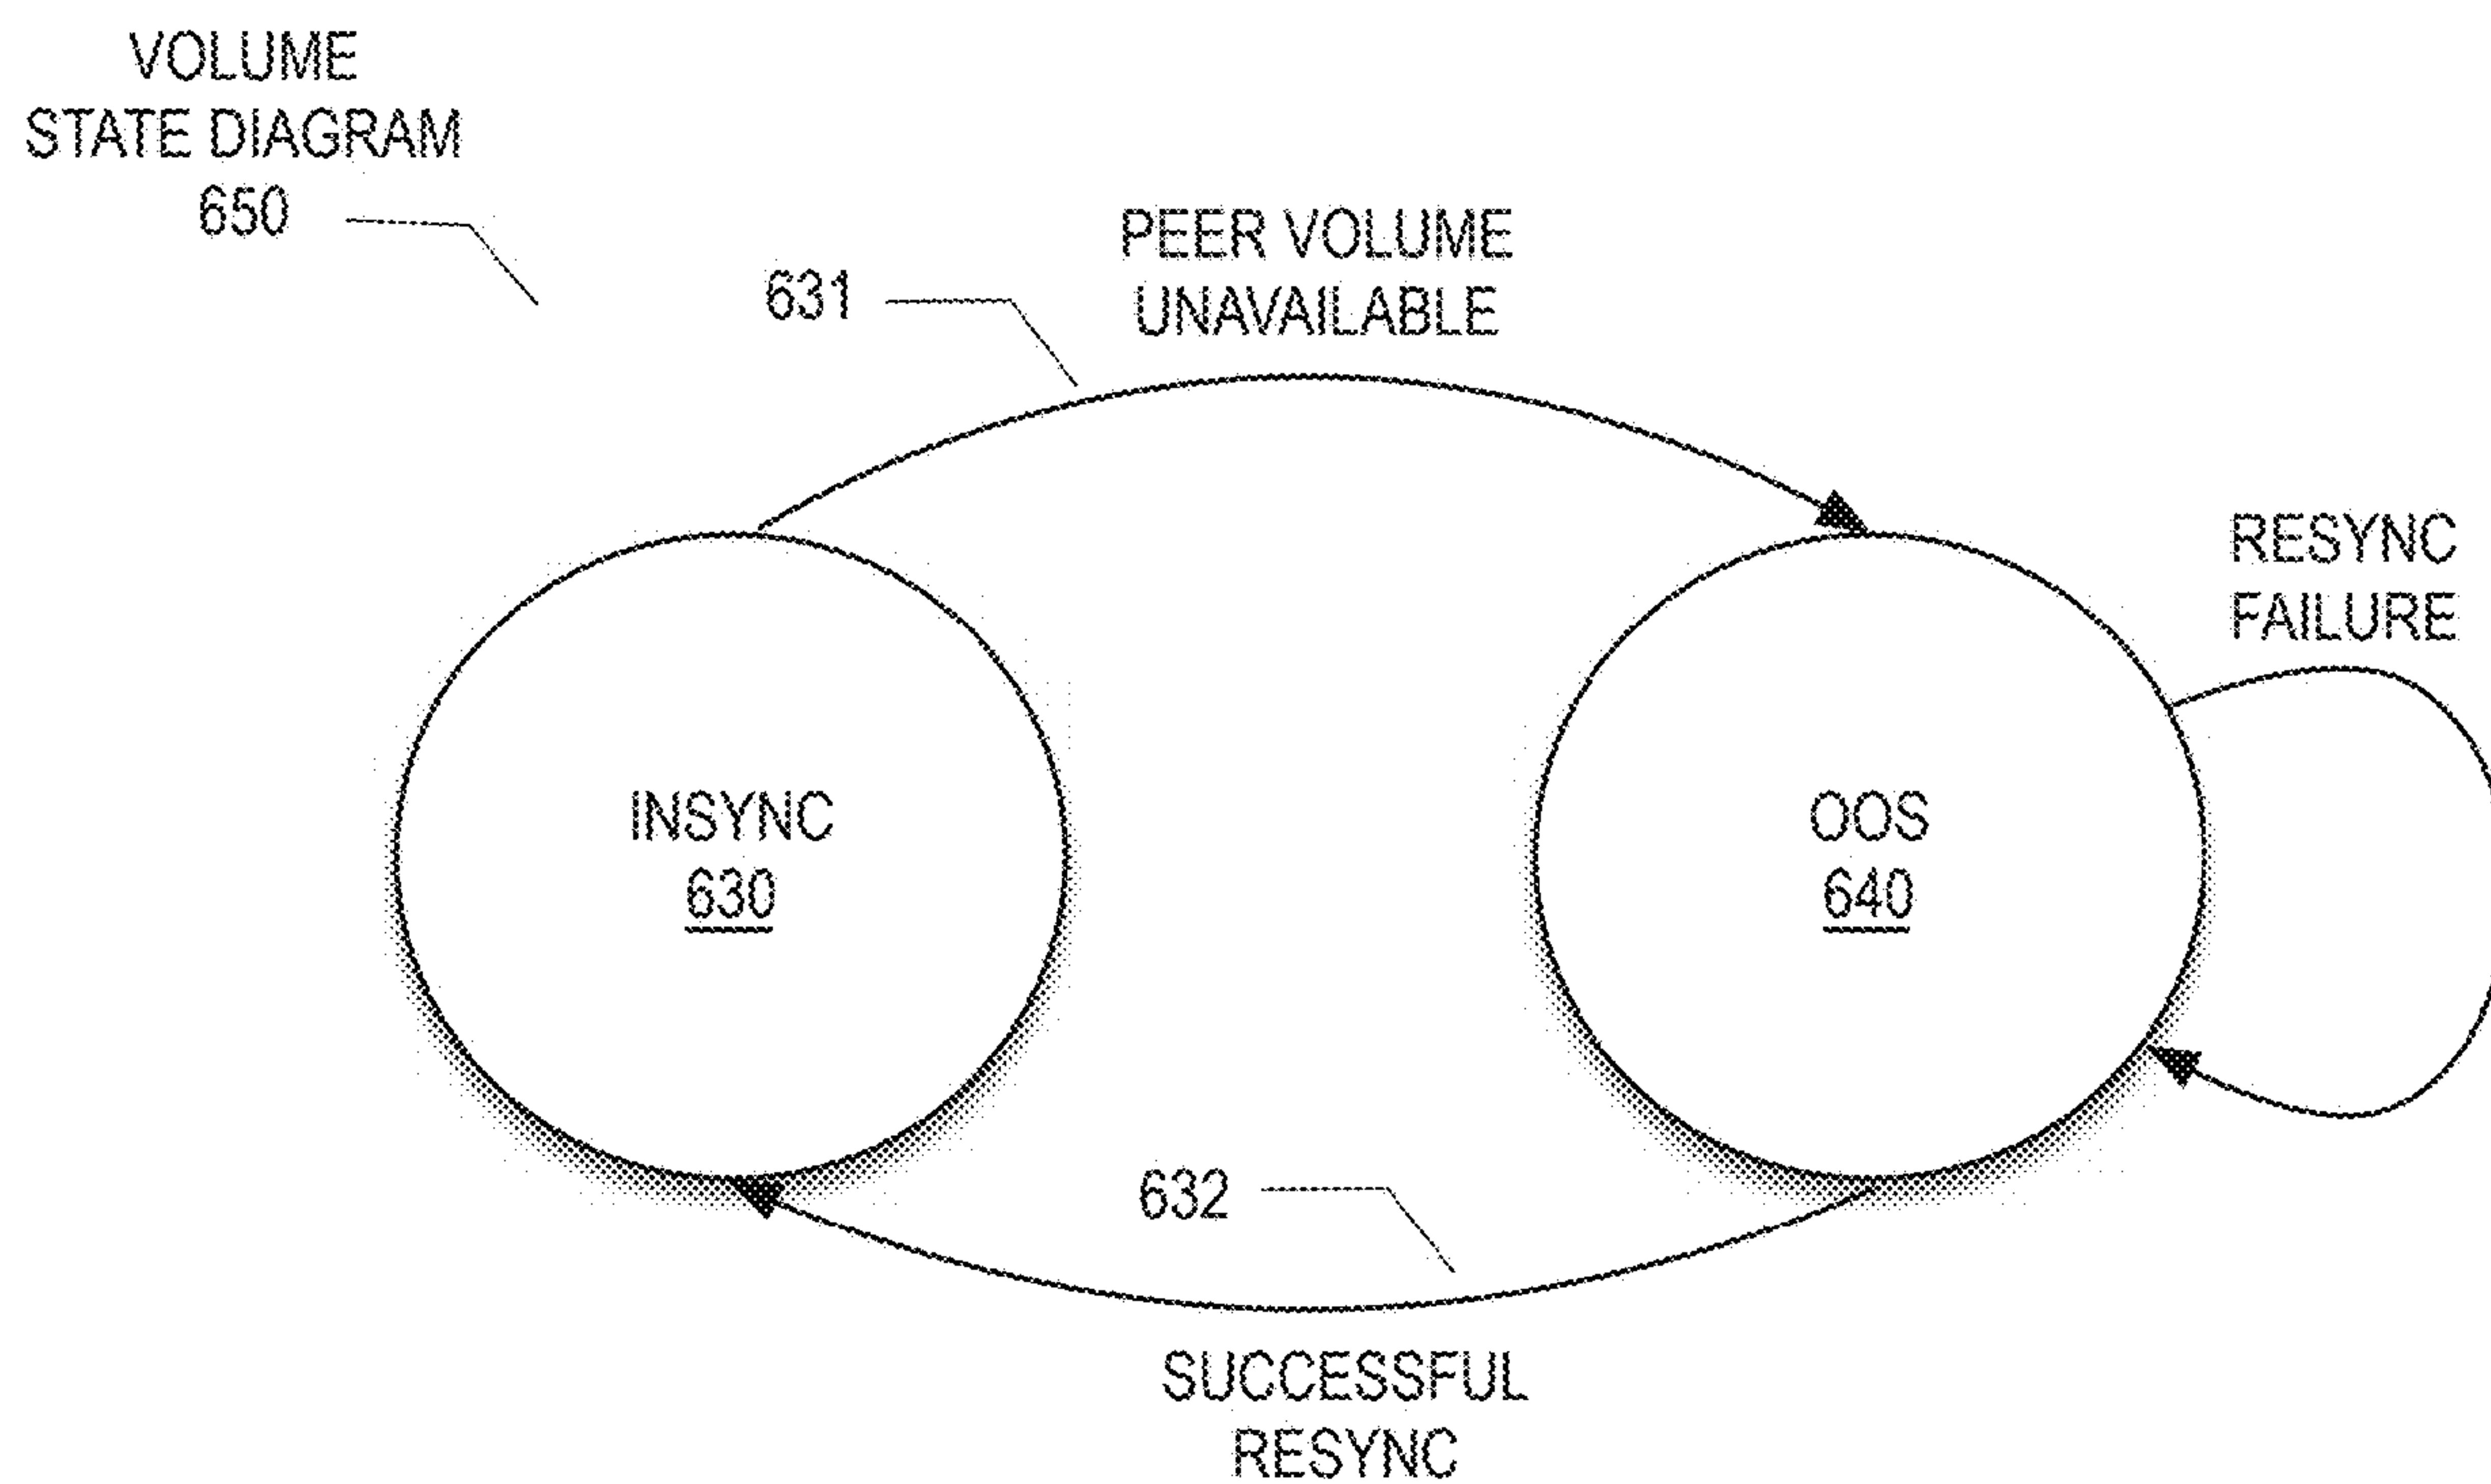 VOLUME
STATE DIAGRAM
650
631
PEER VOLUME
UNAVAILABLE
RESYNC
FAILURE
INSYNC
630
OOS
640
632
SUCCESSFUL
RESYNC